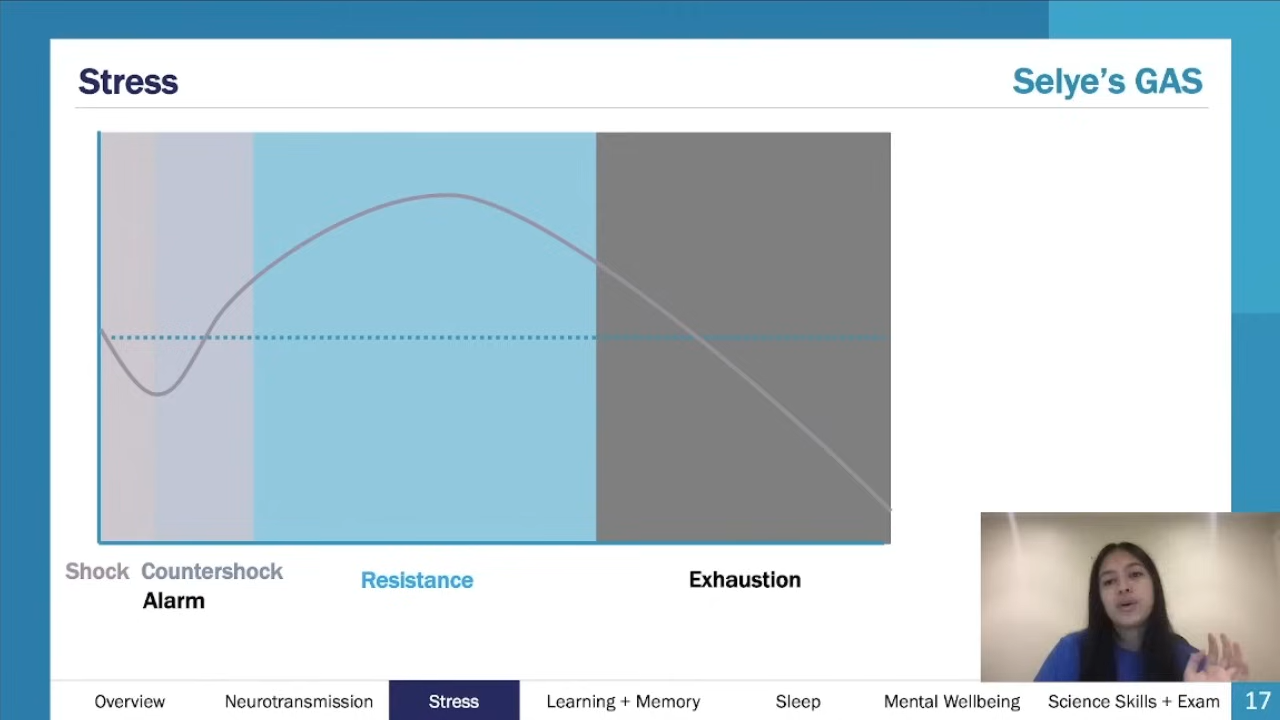 Stress
Selye's GAS
Shock Countershock
Alarm
Resistance
Exhaustion
Overview Neurotransmission Stress Learning + Memory Sleep Mental Wellbeing Science Skills + Exam 17